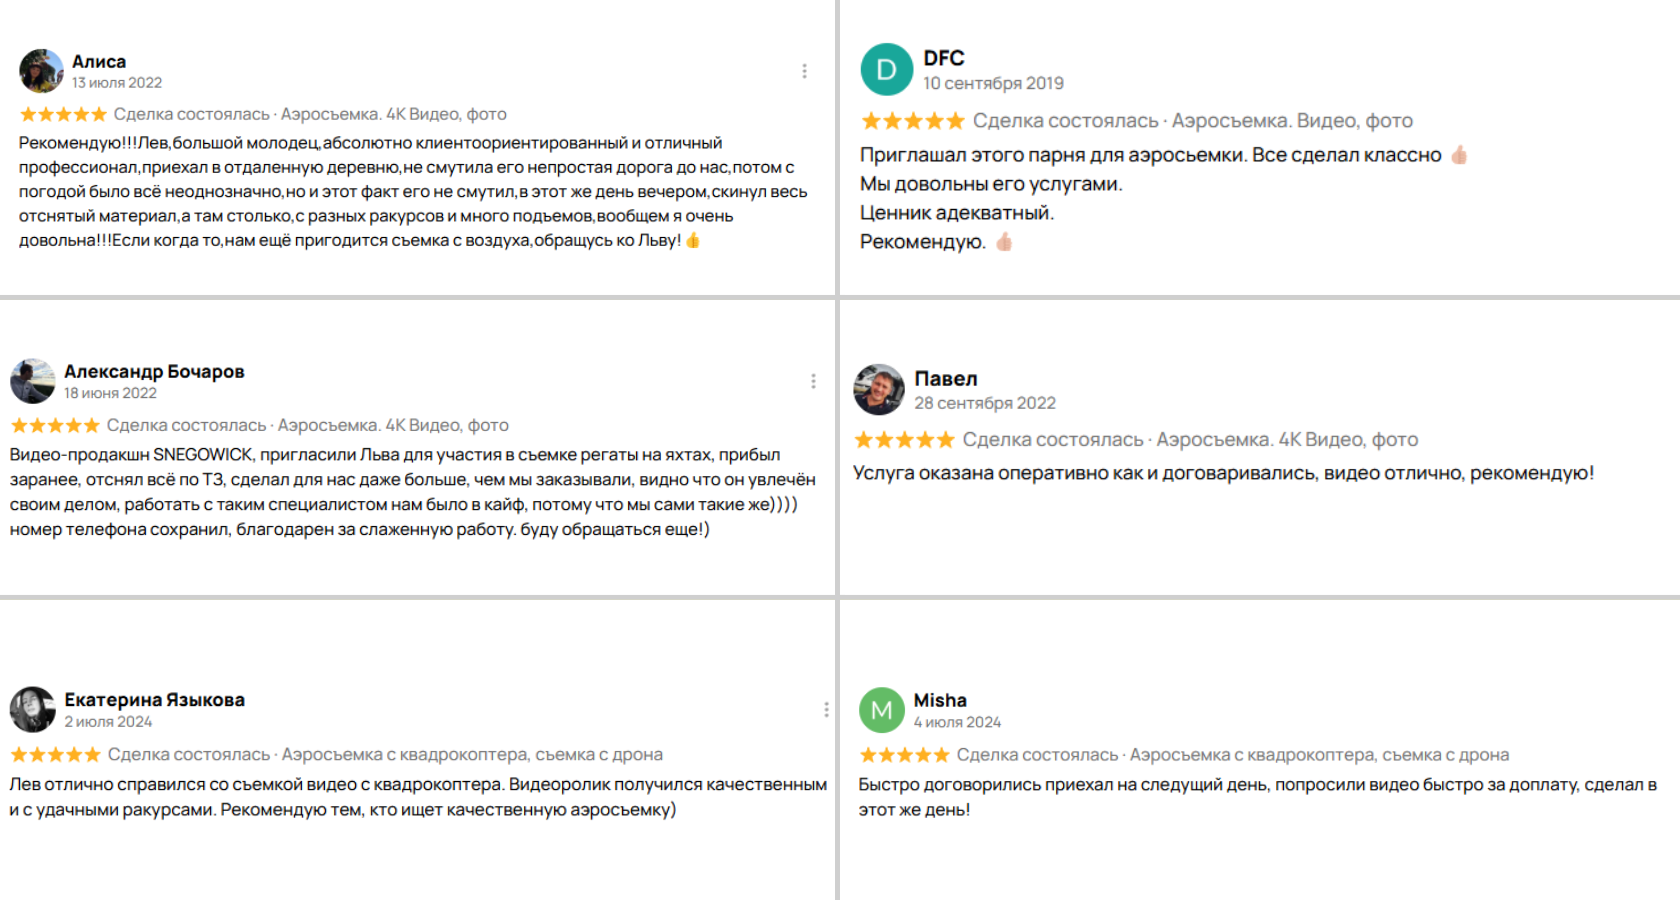 Алиса
13 июля 2022
Сделка состоялась · Аэросъемка. 4K Видео, фото
Рекомендую!!!Лев,большой молодец,абсолютно клиентоориентированный и отличный
профессионал,приехал в отдаленную деревню,не смутила его непростая дорога до нас,потом с
погодой было всё неоднозначно,но и этот факт его не смутил,в этот же день вечером,скинул весь
отснятый материал,а там столько,с разных ракурсов и много подъемов,вообщем я очень
довольна!!!Если когда то,нам ещё пригодится съемка с воздуха,обращусь ко Льву! 👍
D
DFC
10 сентября 2019
Сделка состоялась · Аэросъемка. Видео, фото
Приглашал этого парня для аэросьемки. Все сделал классно 👍🏻
Мы довольны его услугами.
Ценник адекватный.
Рекомендую. 👍🏻
Александр Бочаров
18 июня 2022
Сделка состоялась · Аэросъемка. 4K Видео, фото
Видео-продакшн SNEGOWICK, пригласили Льва для участия в съемке регаты на яхтах, прибыл
заранее, отснял всё по ТЗ, сделал для нас даже больше, чем мы заказывали, видно что он увлечён
своим делом, работать с таким специалистом нам было в кайф, потому что мы сами такие же))))
номер телефона сохранил, благодарен за слаженную работу. буду обращаться еще!)
Павел
28 сентября 2022
Сделка состоялась · Аэросъемка. 4K Видео, фото
Услуга оказана оперативно как и договаривались, видео отлично, рекомендую!
Екатерина Языкова
2 июля 2024
Сделка состоялась · Аэросъемка с квадрокоптера, съемка с дрона
Лев отлично справился со съемкой видео с квадрокоптера. Видеоролик получился качественным
и с удачными ракурсами. Рекомендую тем, кто ищет качественную аэросъемку)
M
Misha
4 июля 2024
Сделка состоялась · Аэросъемка с квадрокоптера, съемка с дрона
Быстро договорились приехал на следущий день, попросили видео быстро за доплату, сделал в
этот же день!